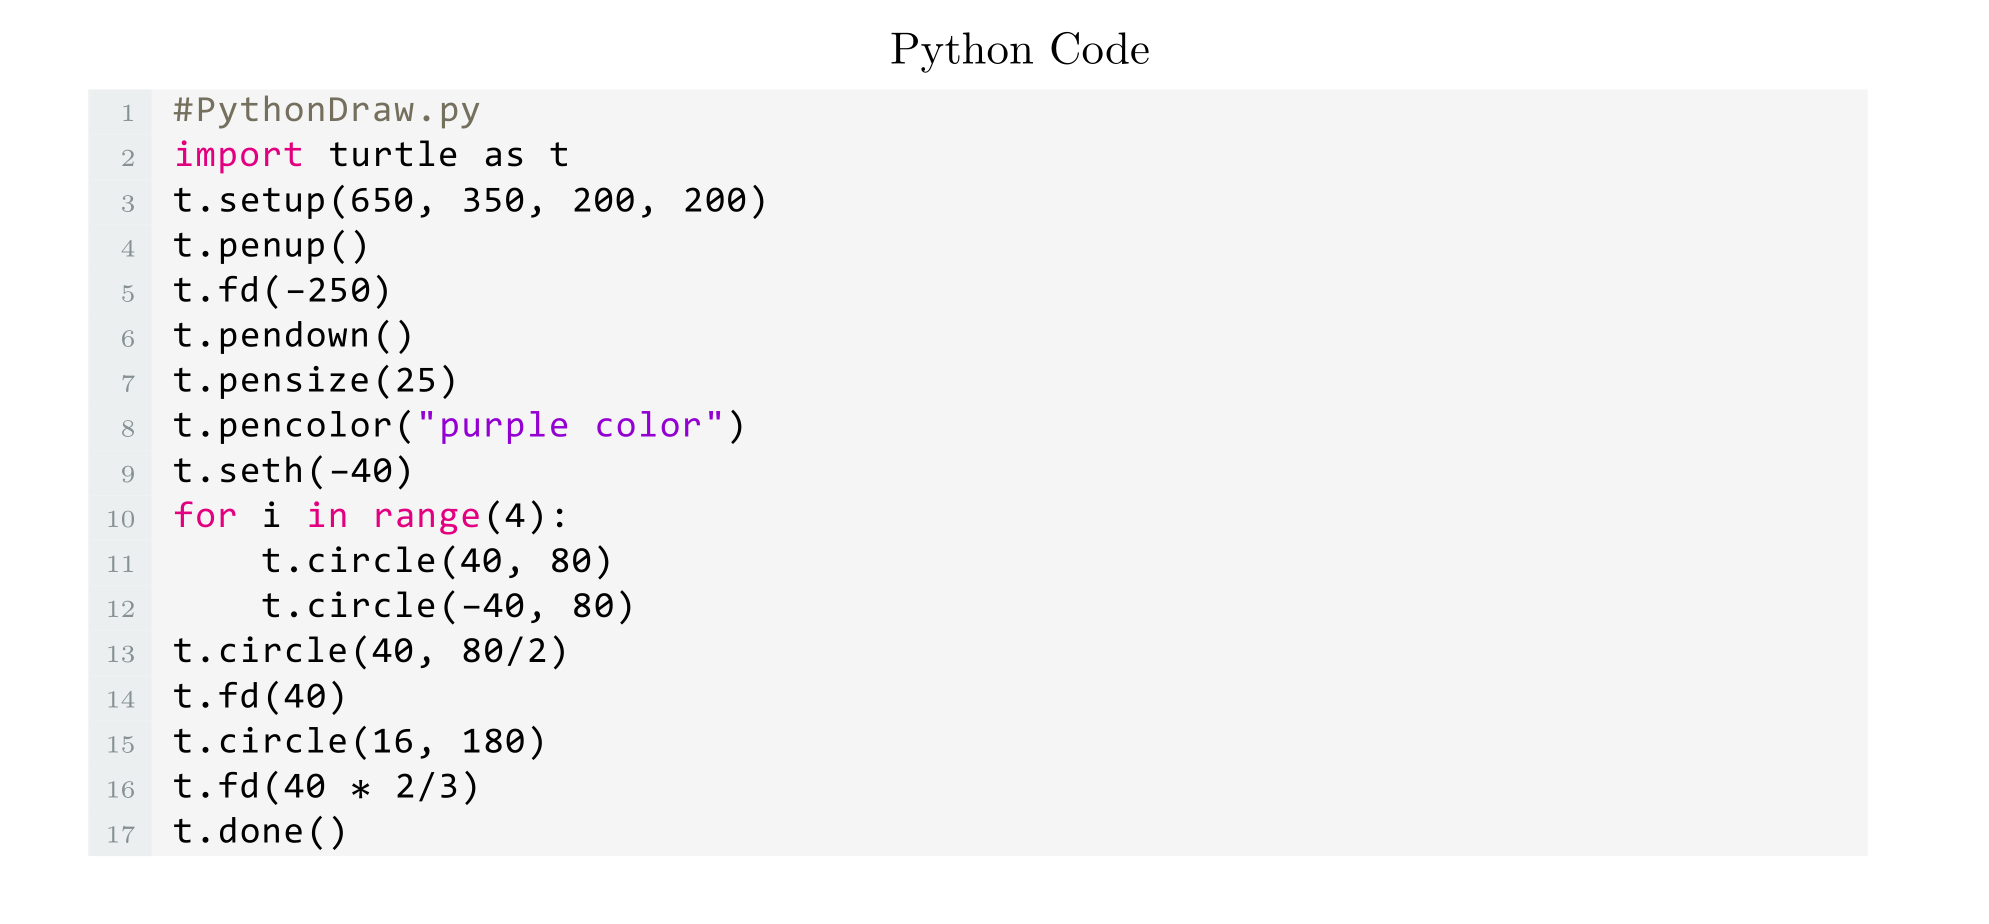 Python Code
1 #PythonDraw.py
2 import turtle as t
3 t.setup(650, 350, 200, 200)
4 t.penup()
5 t.fd(-250)
6 t.pendown()
7 t.pensize(25)
8 t.pencolor("purple color")
9 t.seth(-40)
10 for i in range(4):
11     t.circle(40, 80)
12     t.circle(-40, 80)
13 t.circle(40, 80/2)
14 t.fd(40)
15 t.circle(16, 180)
16 t.fd(40 * 2/3)
17 t.done()